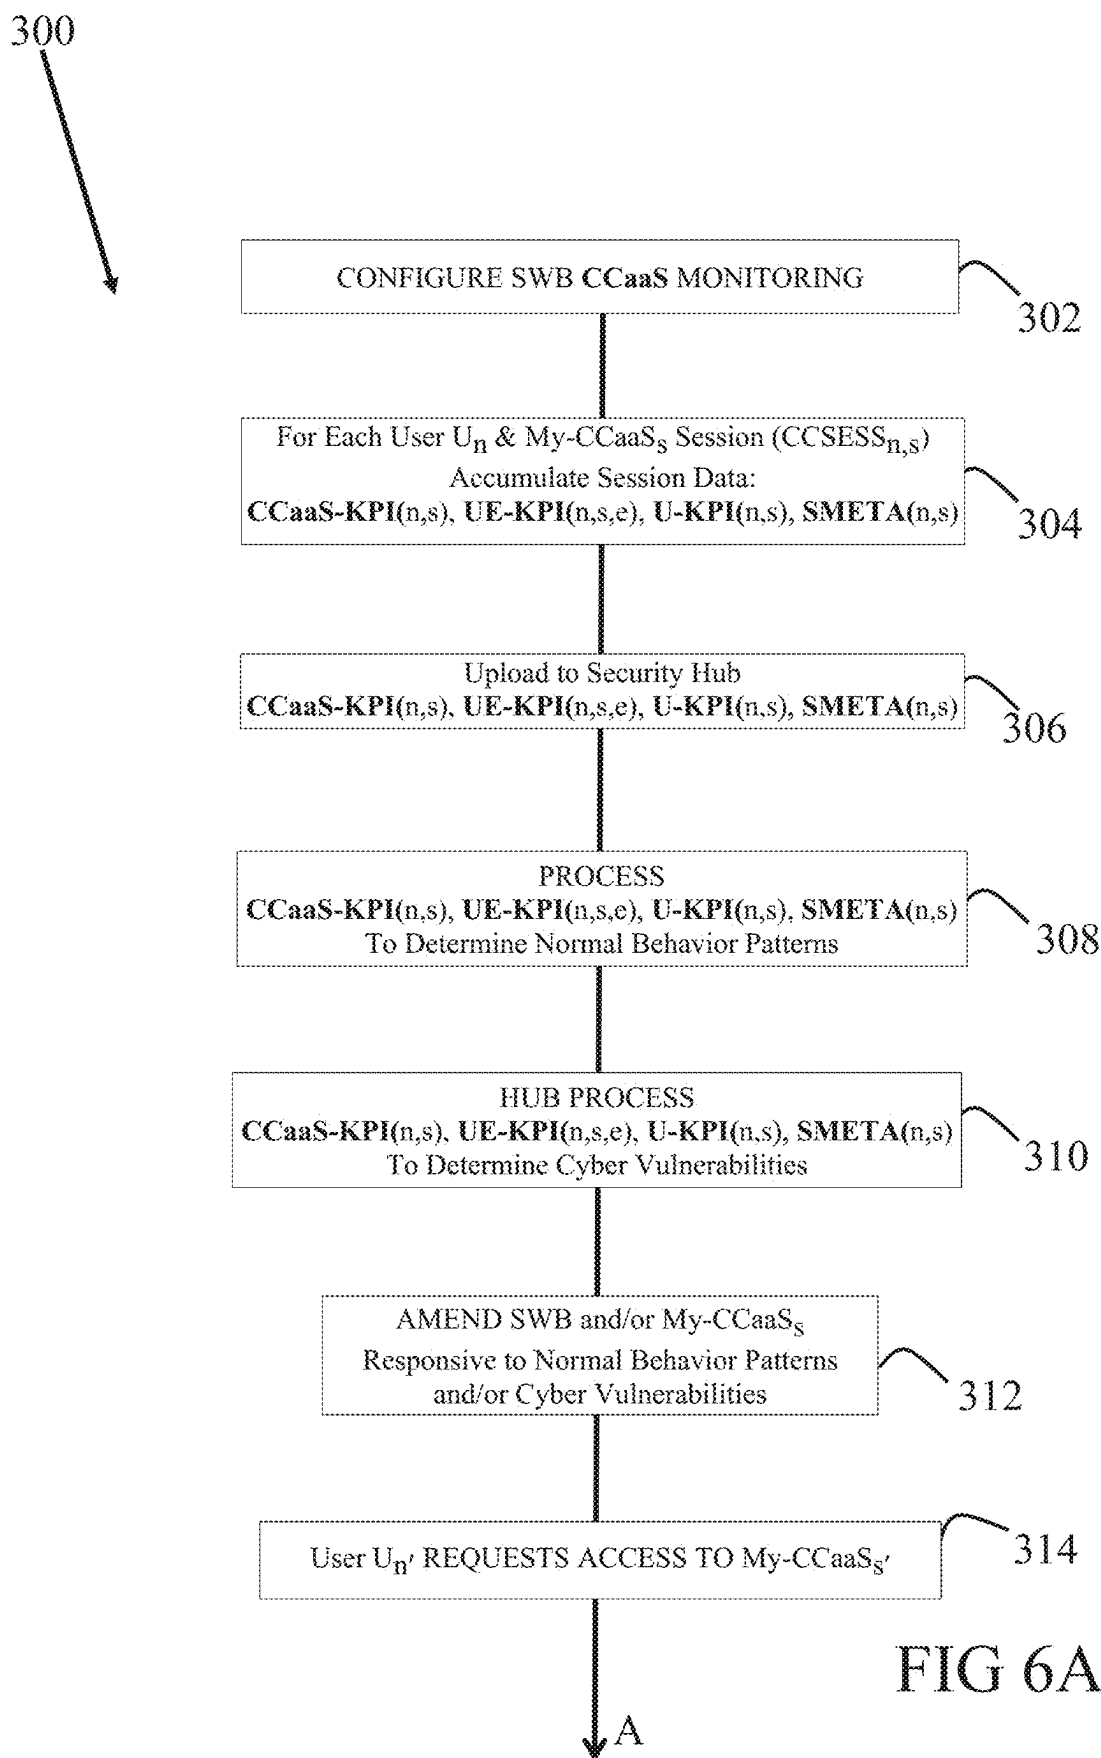 300
CONFIGURE SWB CCaaS MONITORING
302
For Each User Un & My-CCaaSs Session (CCSESSn,s)
Accumulate Session Data:
CCaaS-KPI(n,s), UE-KPI(n,s,e), U-KPI(n,s), SMETA(n,s)
304
Upload to Security Hub
CCaaS-KPI(n,s), UE-KPI(n,s,e), U-KPI(n,s), SMETA(n,s)
306
PROCESS
CCaaS-KPI(n,s), UE-KPI(n,s,e), U-KPI(n,s), SMETA(n,s)
To Determine Normal Behavior Patterns
308
HUB PROCESS
CCaaS-KPI(n,s), UE-KPI(n,s,e), U-KPI(n,s), SMETA(n,s)
To Determine Cyber Vulnerabilities
310
AMEND SWB and/or My-CCaaSs
Responsive to Normal Behavior Patterns
and/or Cyber Vulnerabilities
312
User Un' REQUESTS ACCESS TO My-CCaaSs'
314
FIG 6A
A